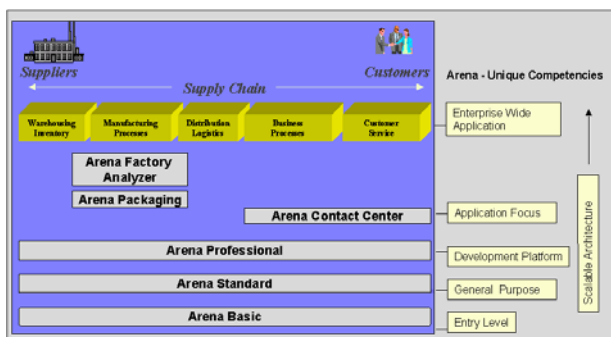 Suppliers
Customers
Supply Chain
Arena - Unique Competencies
Warehousing
Inventory
Manufacturing
Processes
Distribution
Logistics
Business
Processes
Customer
Service
Enterprise Wide
Application
Arena Factory
Analyzer
Arena Packaging
Arena Contact Center
Application Focus
Arena Professional
Development Platform
Arena Standard
General Purpose
Arena Basic
Entry Level
Scalable Architecture